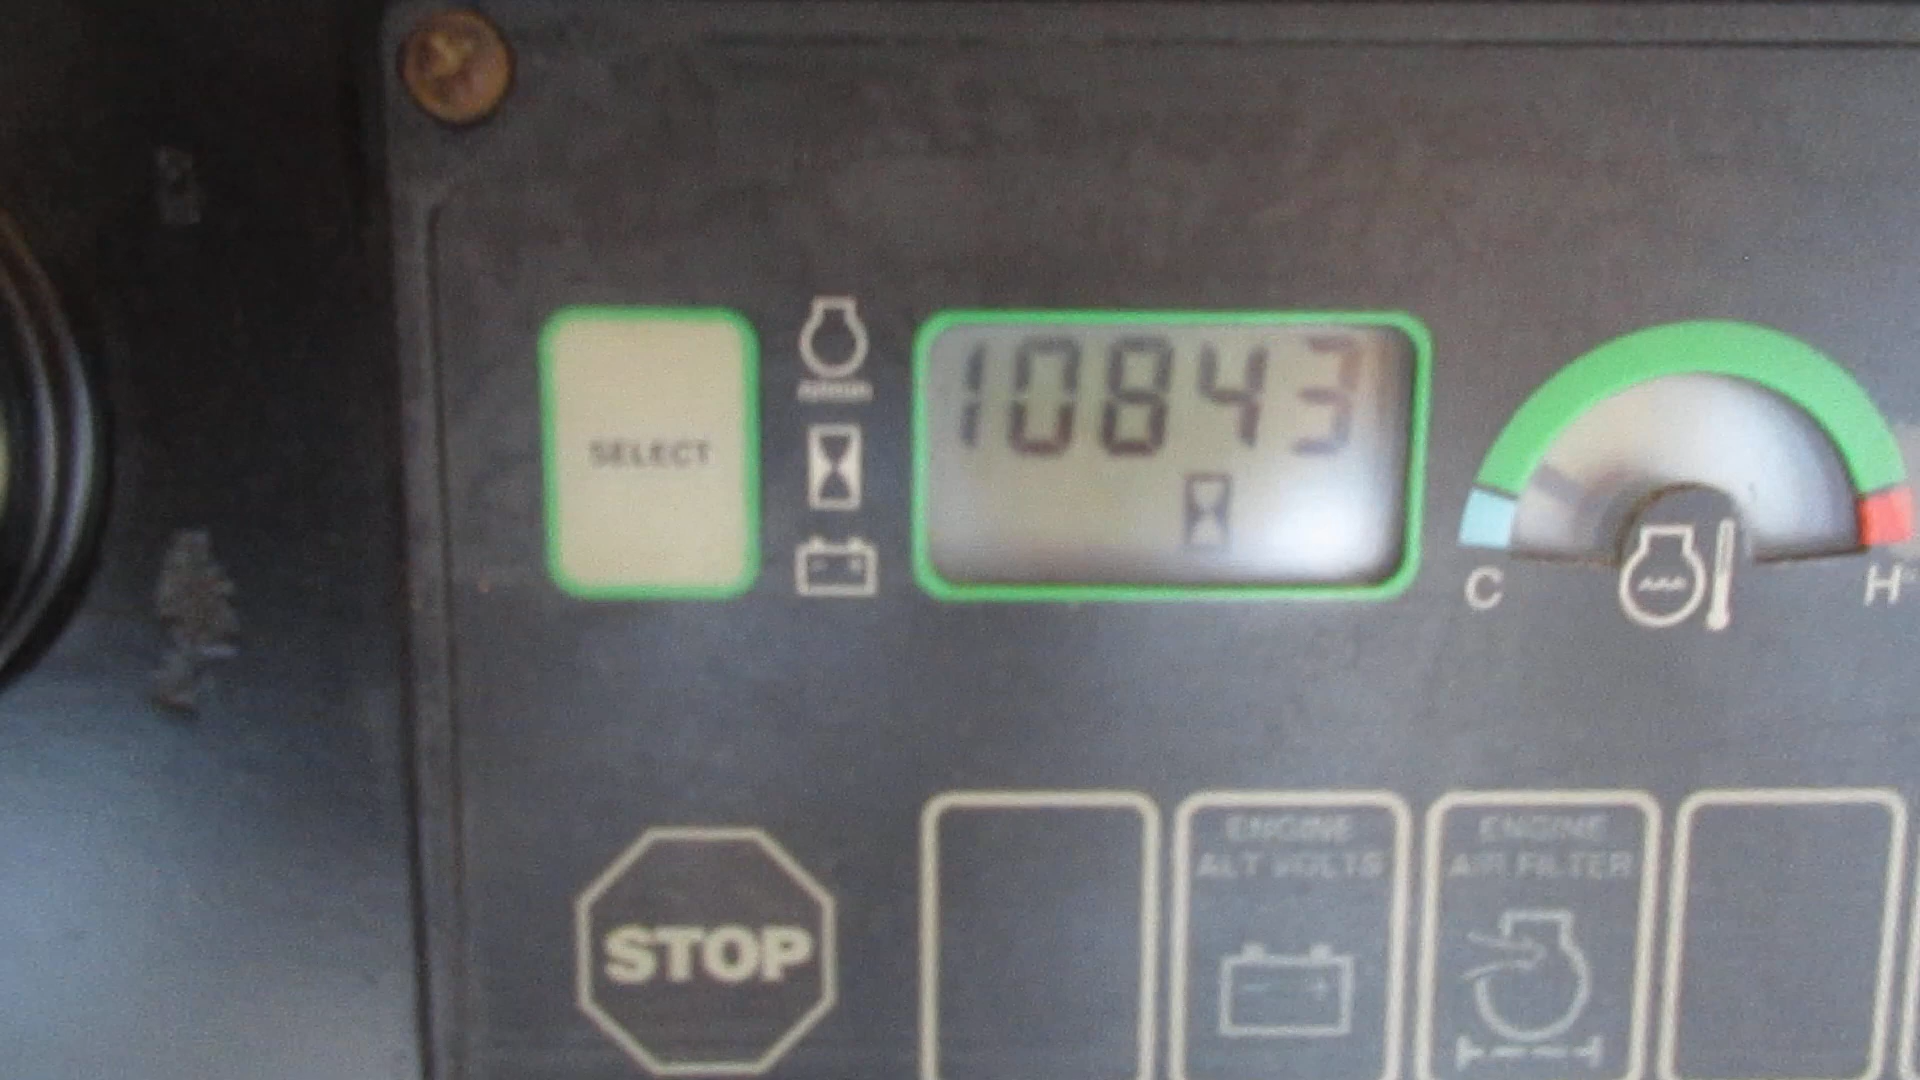 10843
SELECT
C
H
STOP
ENGINE
ALT VOLTS
ENGINE
AIR FILTER